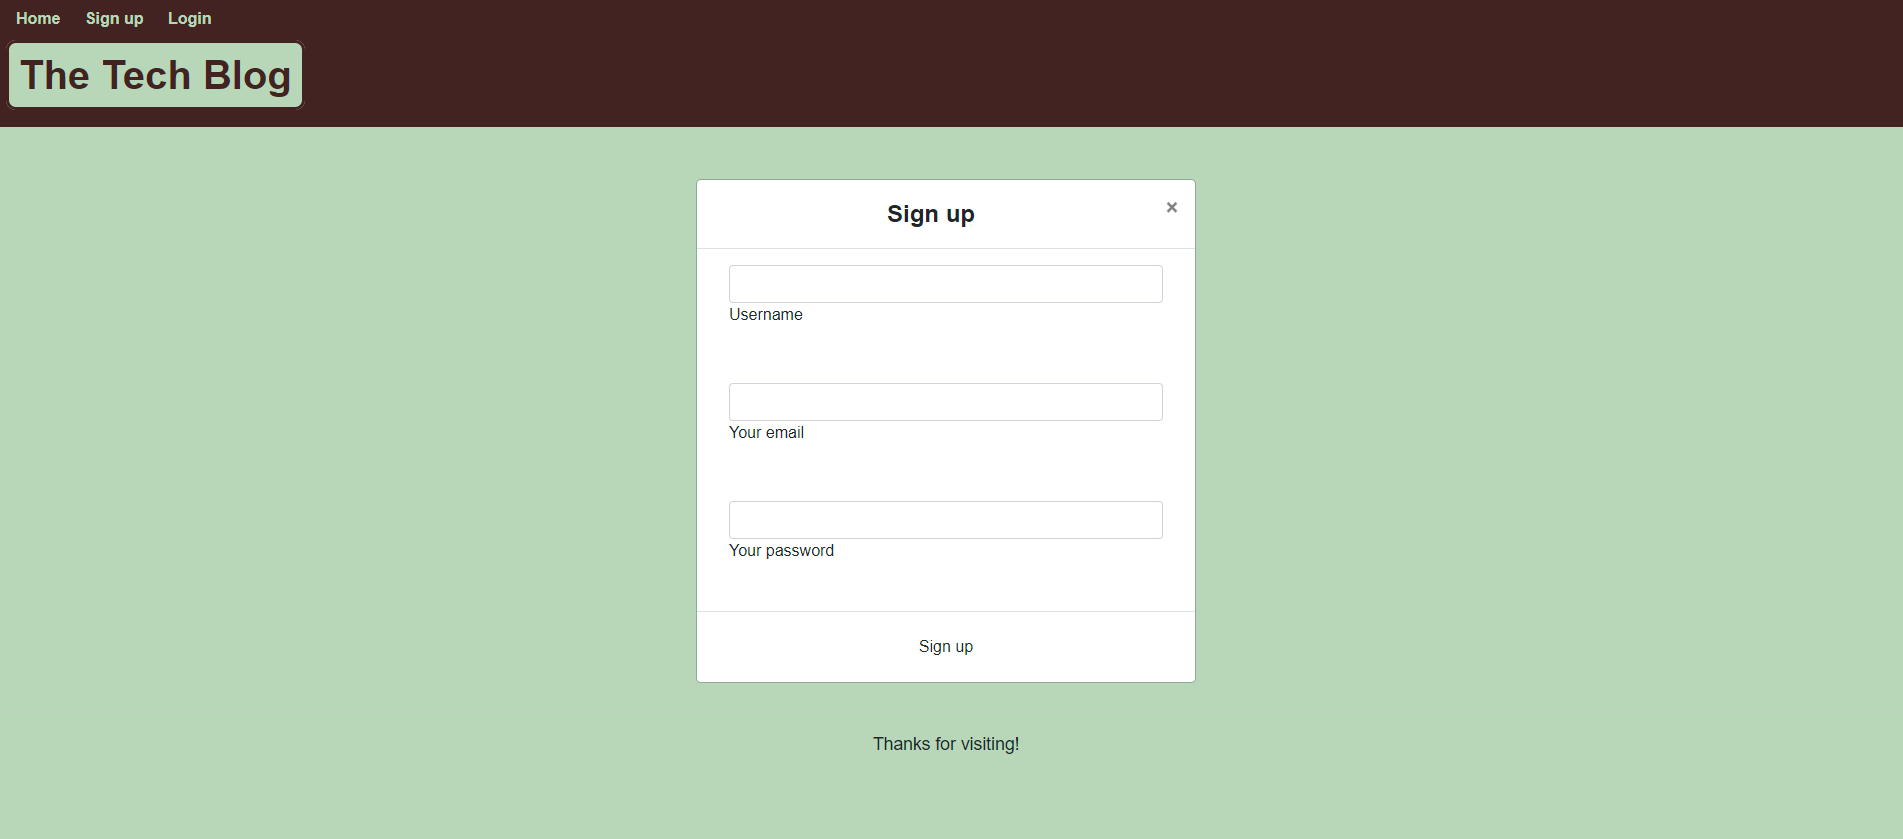 Home Sign up Login
The Tech Blog
Sign up ×
Username
Your email
Your password
Sign up
Thanks for visiting!